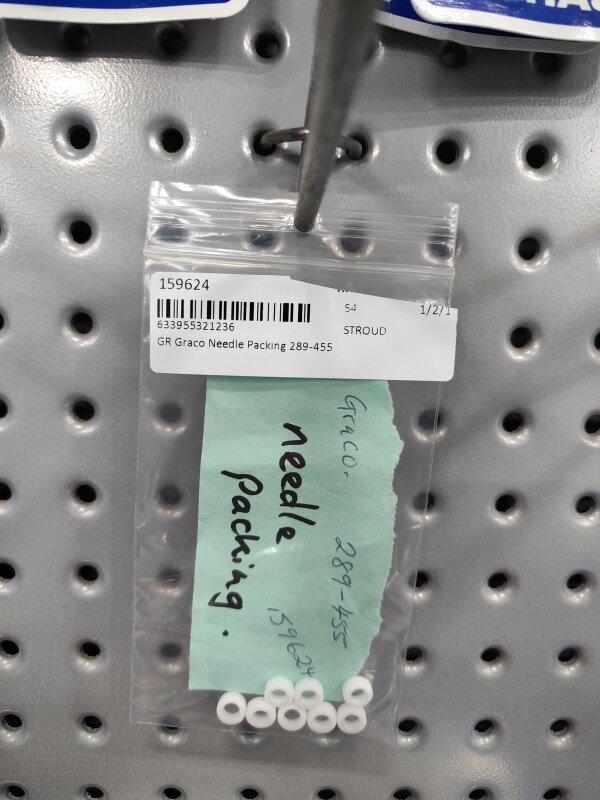 159624
54
1/2/1
633955321236
STROUD
GR Graco Needle Packing 289-455
Graco. 289-455
needle
packing.
159624